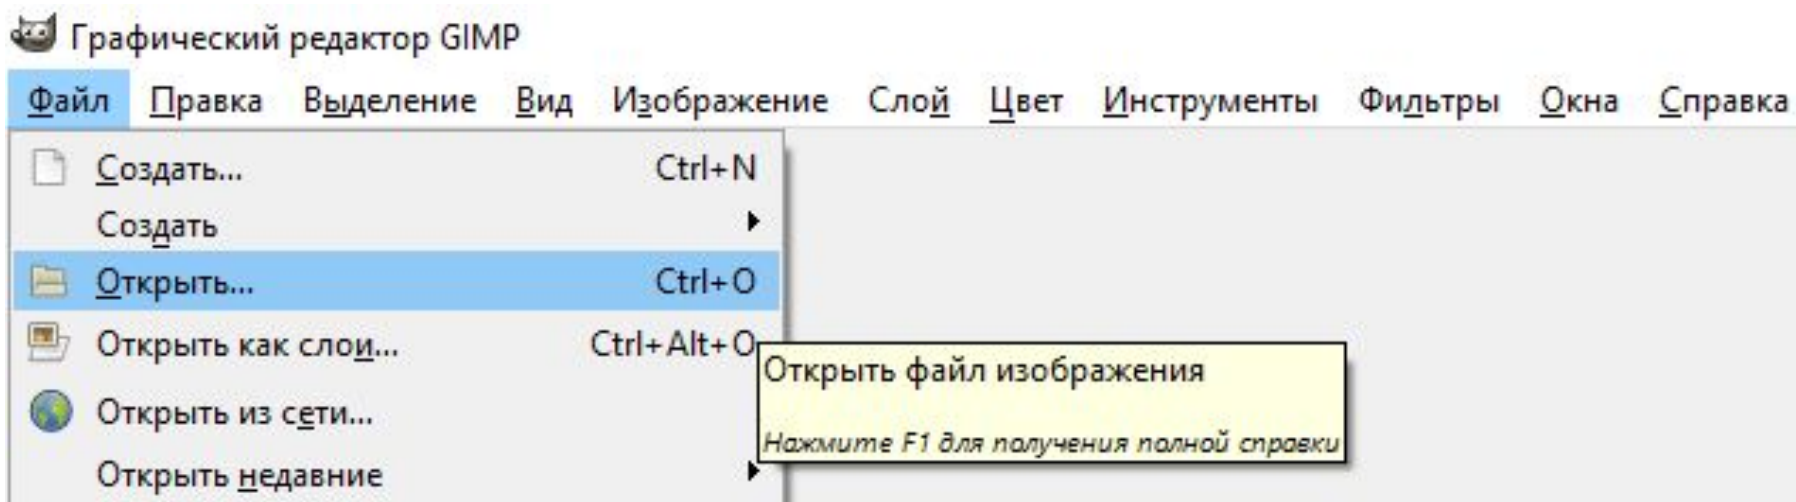 Графический редактор GIMP
Файл Правка Выделение Вид Изображение Слой Цвет Инструменты Фильтры Окна Справка
Создать... Ctrl+N
Создать
Открыть... Ctrl+O
Открыть как слои... Ctrl+Alt+O
Открыть файл изображения
Открыть из сети...
Нажмите F1 для получения полной справки
Открыть недавние